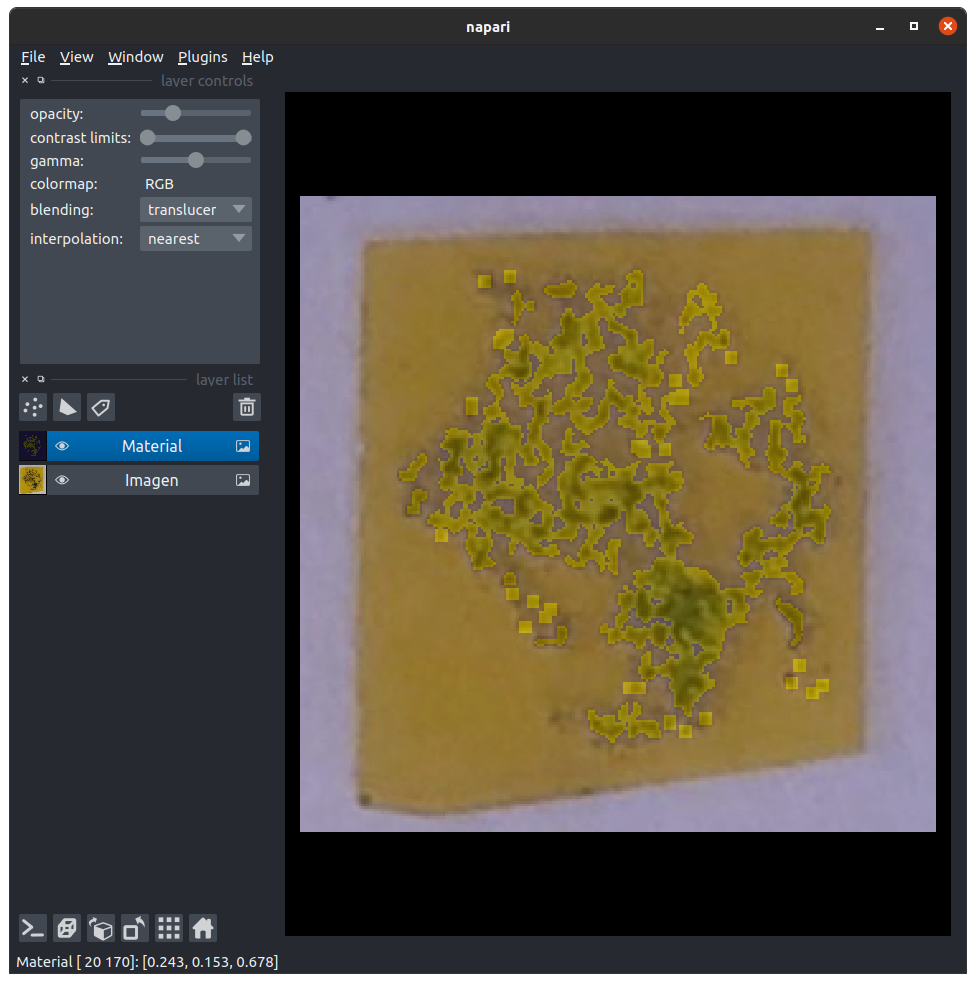 napari
File View Window Plugins Help
layer controls
opacity:
contrast limits:
gamma:
colormap: RGB
blending: translucer
interpolation: nearest
layer list
Material
Imagen
Material [ 20 170]: [0.243, 0.153, 0.678]